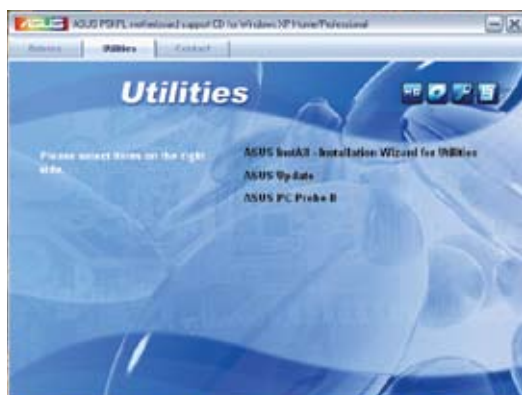 ASUS motherboard support CD for Windows XP Home/Professional
Drivers Utilities Contact
Utilities
Please select items on the right side.
ASUS InstAll - Installation Wizard for Utilities
ASUS Update
ASUS PC Probe II